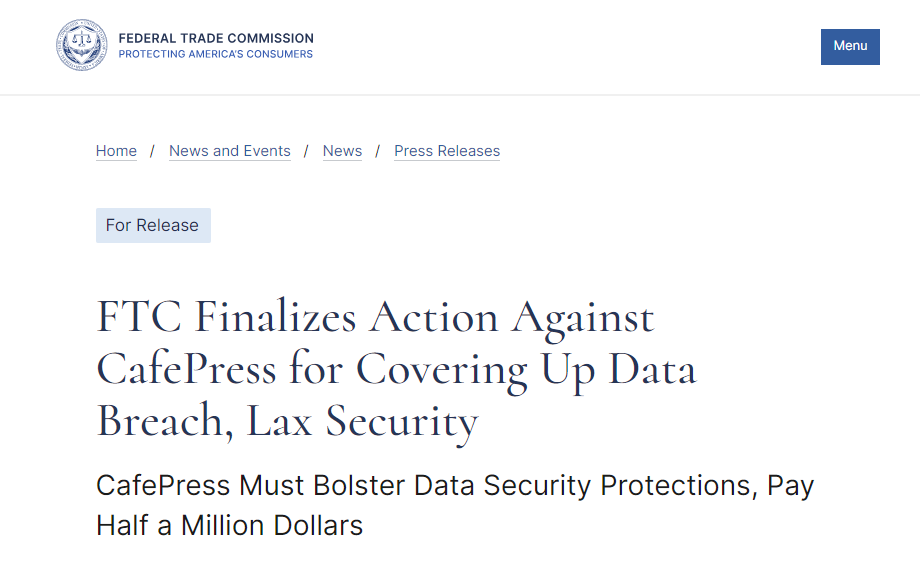 FEDERAL TRADE COMMISSION
PROTECTING AMERICA'S CONSUMERS
Menu
Home / News and Events / News / Press Releases
For Release
FTC Finalizes Action Against
CafePress for Covering Up Data
Breach, Lax Security
CafePress Must Bolster Data Security Protections, Pay
Half a Million Dollars